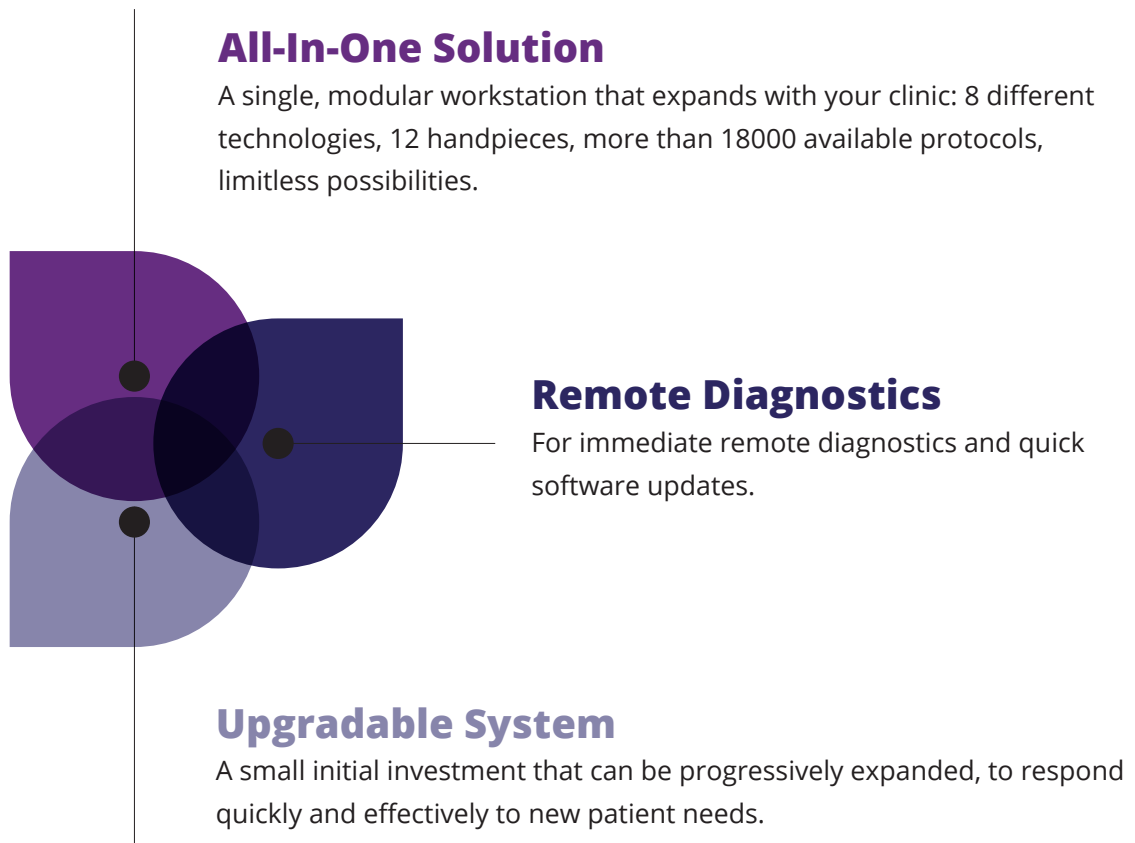 All-In-One Solution
A single, modular workstation that expands with your clinic: 8 different
technologies, 12 handpieces, more than 18000 available protocols,
limitless possibilities.
Remote Diagnostics
For immediate remote diagnostics and quick
software updates.
Upgradable System
A small initial investment that can be progressively expanded, to respond
quickly and effectively to new patient needs.